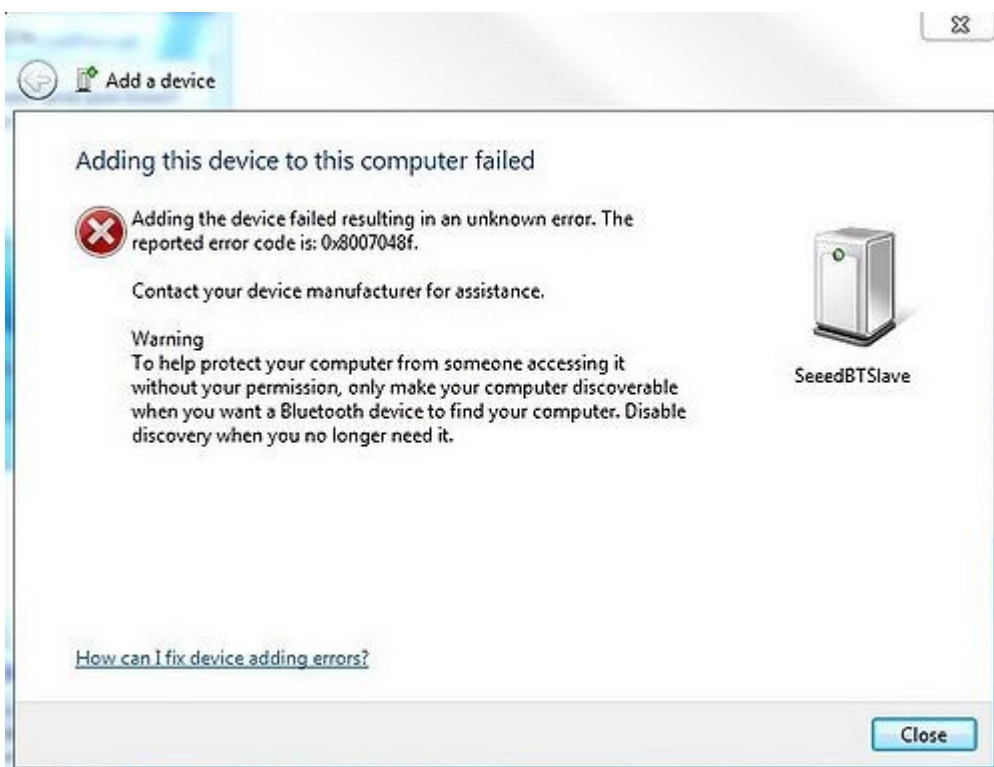 Add a device
Adding this device to this computer failed
Adding the device failed resulting in an unknown error. The
reported error code is: 0x8007048f.
Contact your device manufacturer for assistance.
Warning
To help protect your computer from someone accessing it
without your permission, only make your computer discoverable
when you want a Bluetooth device to find your computer. Disable
discovery when you no longer need it.
SeeedBTSlave
How can I fix device adding errors?
Close